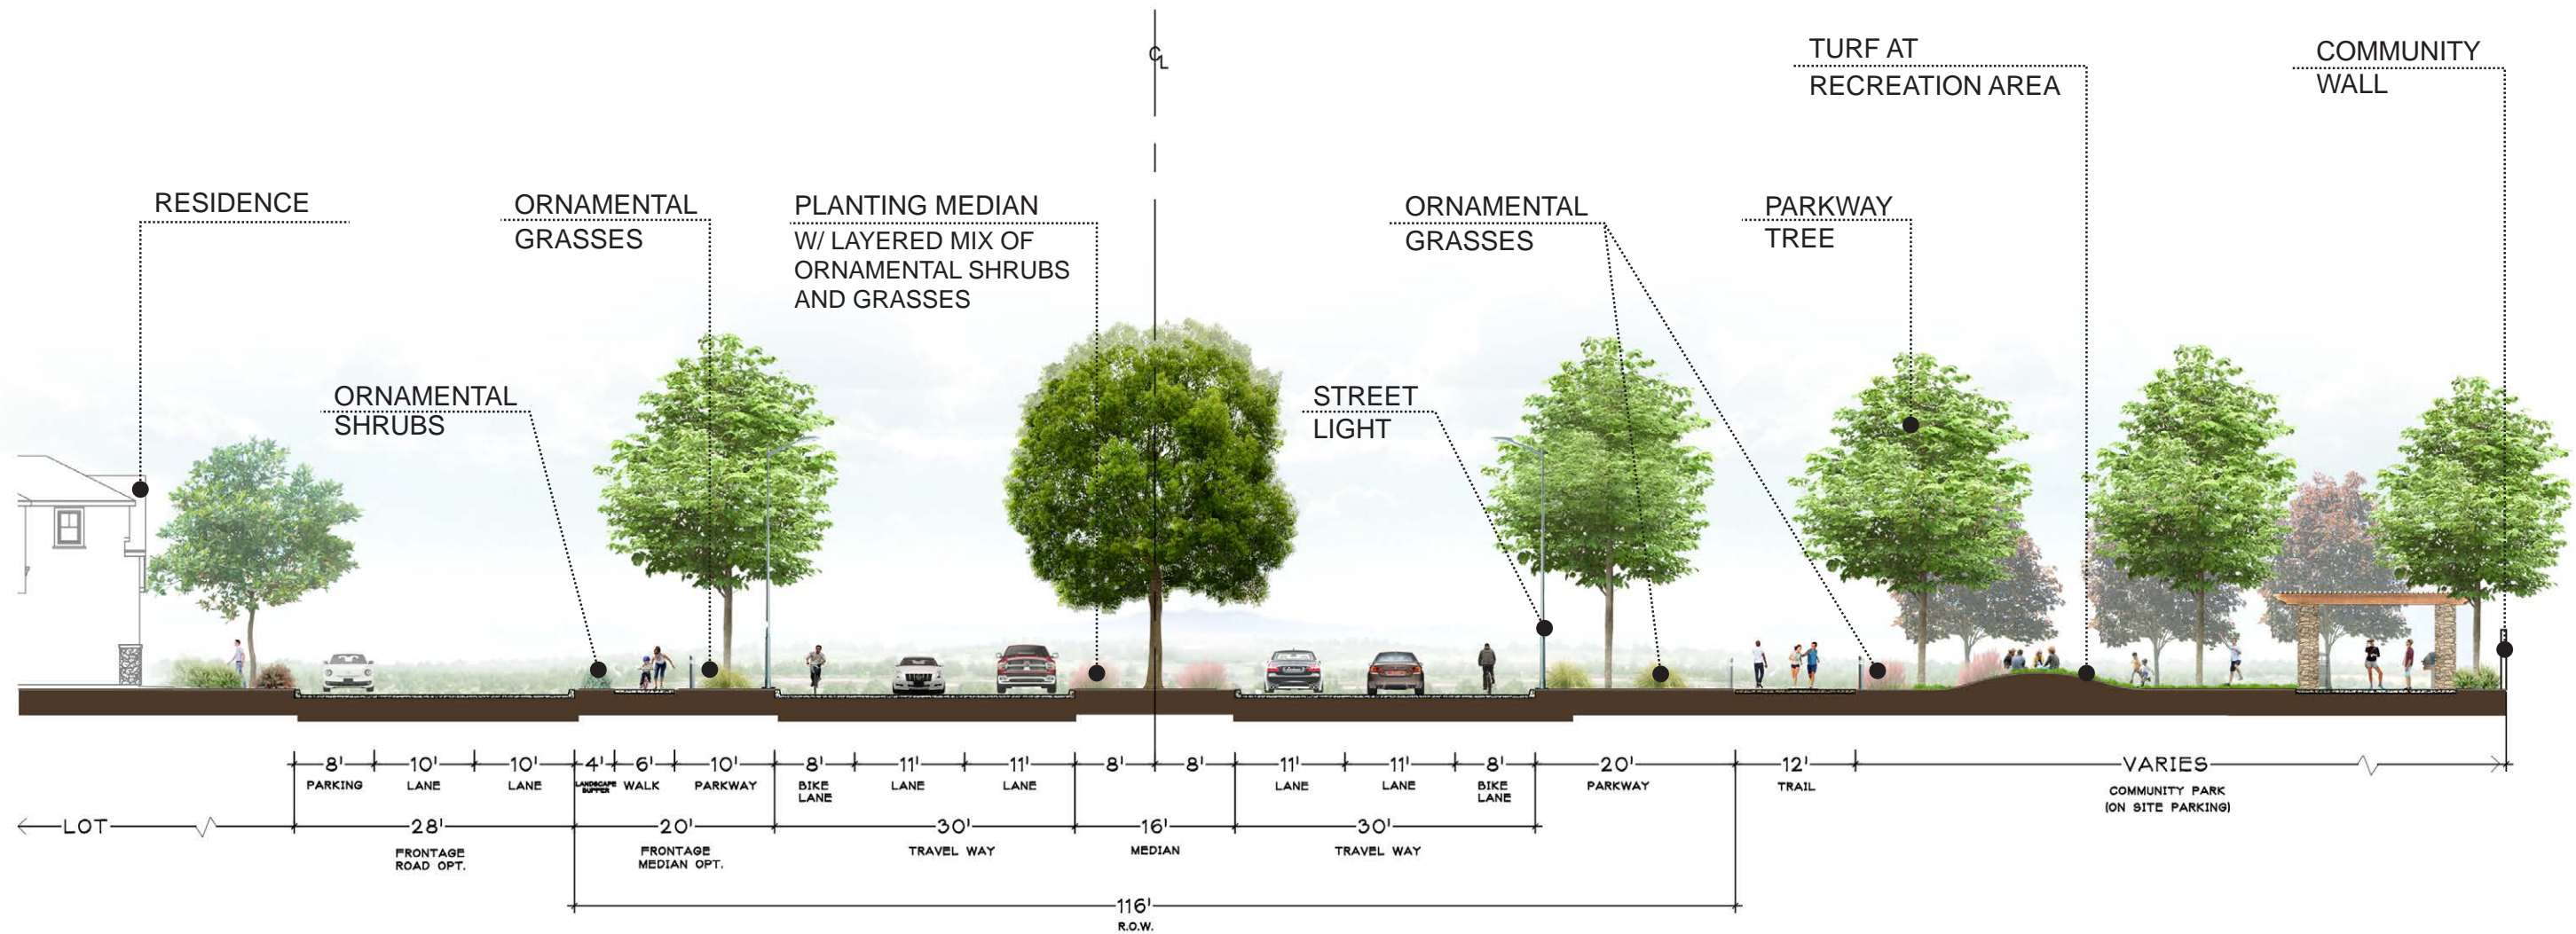 ℄
TURF AT
RECREATION AREA
COMMUNITY
WALL
RESIDENCE
ORNAMENTAL
GRASSES
PLANTING MEDIAN
W/ LAYERED MIX OF
ORNAMENTAL SHRUBS
AND GRASSES
ORNAMENTAL
GRASSES
PARKWAY
TREE
ORNAMENTAL
SHRUBS
STREET
LIGHT
8' 10' 10' 4' 6' 10' 8' 11' 11' 8' 8' 11' 11' 8' 20' 12' VARIES
PARKING LANE LANE LANDSCAPE BUFFER WALK PARKWAY BIKE LANE LANE LANE LANE LANE BIKE LANE PARKWAY TRAIL
COMMUNITY PARK
(ON SITE PARKING)
LOT 28' 20' 30' 16' 30'
FRONTAGE
ROAD OPT.
FRONTAGE
MEDIAN OPT.
TRAVEL WAY MEDIAN TRAVEL WAY
116'
R.O.W.